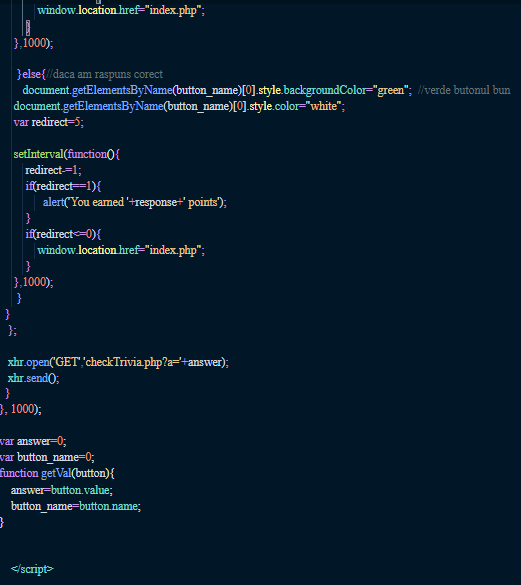 window.location.href="index.php";
}
},1000);
}else{//daca am raspuns corect
document.getElementsByName(button_name)[0].style.backgroundColor="green"; //verde butonul bun
document.getElementsByName(button_name)[0].style.color="white";
var redirect=5;
setInterval(function(){
redirect-=1;
if(redirect==1){
alert('You earned '+response+' points');
}
if(redirect<=0){
window.location.href="index.php";
}
},1000);
}
}
};
xhr.open('GET','checkTrivia.php?a='+answer);
xhr.send();
}
}, 1000);
var answer=0;
var button_name=0;
function getVal(button){
answer=button.value;
button_name=button.name;
}
</script>